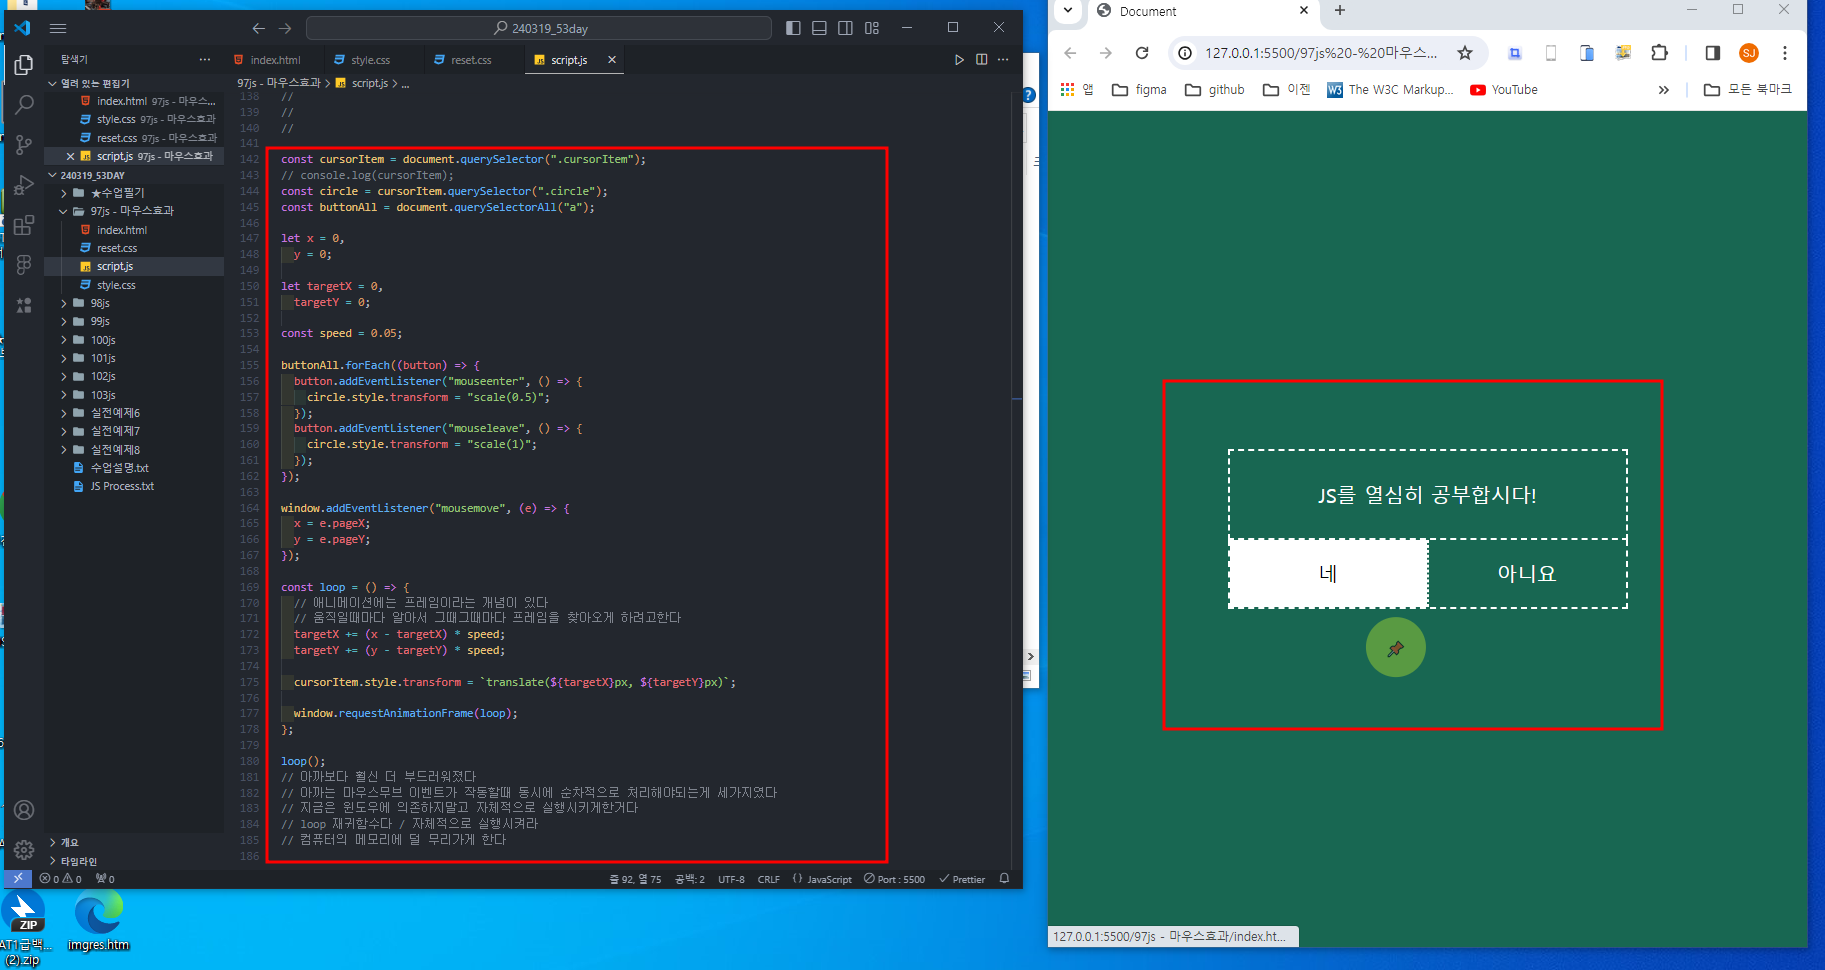 240319_53day
탐색기
index.html
style.css
reset.css
script.js
열려 있는 편집기
index.html 97js - 마우스...
style.css 97js - 마우스효과
reset.css 97js - 마우스효과
script.js 97js - 마우스효과
240319_53DAY
★수업필기
97js - 마우스효과
index.html
reset.css
script.js
style.css
98js
99js
100js
101js
102js
103js
실전예제6
실전예제7
실전예제8
수업설명.txt
JS Process.txt
개요
타임라인
97js - 마우스효과 > script.js > ...
138 //
139 //
140 //
141
142 const cursorItem = document.querySelector(".cursorItem");
143 // console.log(cursorItem);
144 const circle = cursorItem.querySelector(".circle");
145 const buttonAll = document.querySelectorAll("a");
146
147 let x = 0,
148 y = 0;
149
150 let targetX = 0,
151 targetY = 0;
152
153 const speed = 0.05;
154
155 buttonAll.forEach((button) => {
156 button.addEventListener("mouseenter", () => {
157 circle.style.transform = "scale(0.5)";
158 });
159 button.addEventListener("mouseleave", () => {
160 circle.style.transform = "scale(1)";
161 });
162 });
163
164 window.addEventListener("mousemove", (e) => {
165 x = e.pageX;
166 y = e.pageY;
167 });
168
169 const loop = () => {
170 // 애니메이션에는 프레임이라는 개념이 있다
171 // 움직일때마다 알아서 그때그때마다 프레임을 찾아오게 하려고한다
172 targetX += (x - targetX) * speed;
173 targetY += (y - targetY) * speed;
174
175 cursorItem.style.transform = `translate(${targetX}px, ${targetY}px)`;
176
177 window.requestAnimationFrame(loop);
178 };
179
180 loop();
181 // 아까보다 훨신 더 부드러워졌다
182 // 아까는 마우스무브 이벤트가 작동할때 동시에 순차적으로 처리해야되는게 세가지였다
183 // 지금은 윈도우에 의존하지말고 자체적으로 실행시키게한거다
184 // loop 재귀함수다 / 자체적으로 실행시켜라
185 // 컴퓨터의 메모리에 덜 무리가게 한다
186
0 0 0
줄 92, 열 75 공백: 2 UTF-8 CRLF JavaScript Port : 5500 Prettier
ZIP
AT1급백...
(2).zip
imgres.htm
Document
127.0.0.1:5500/97js%20-%20마우스...
SJ
앱 figma github 이젠 The W3C Markup... YouTube 모든 북마크
JS를 열심히 공부합시다!
네
아니요
127.0.0.1:5500/97js - 마우스효과/index.ht...